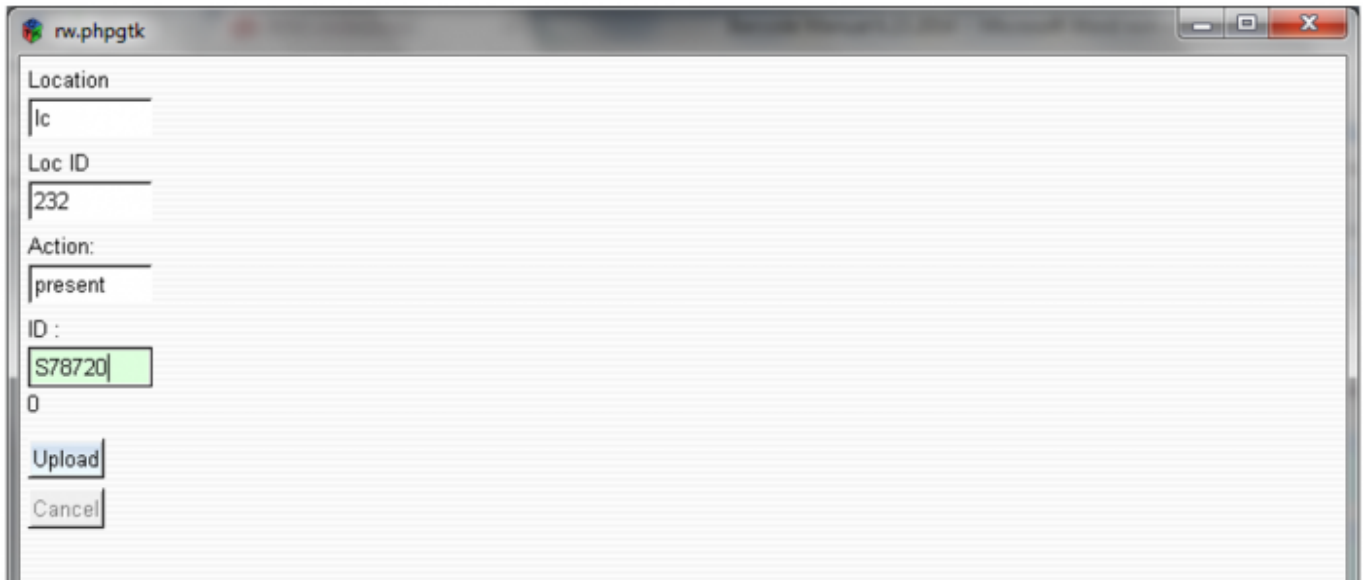 rw.phpgtk
Location
lc
Loc ID
232
Action:
present
ID :
S78720
0
Upload
Cancel